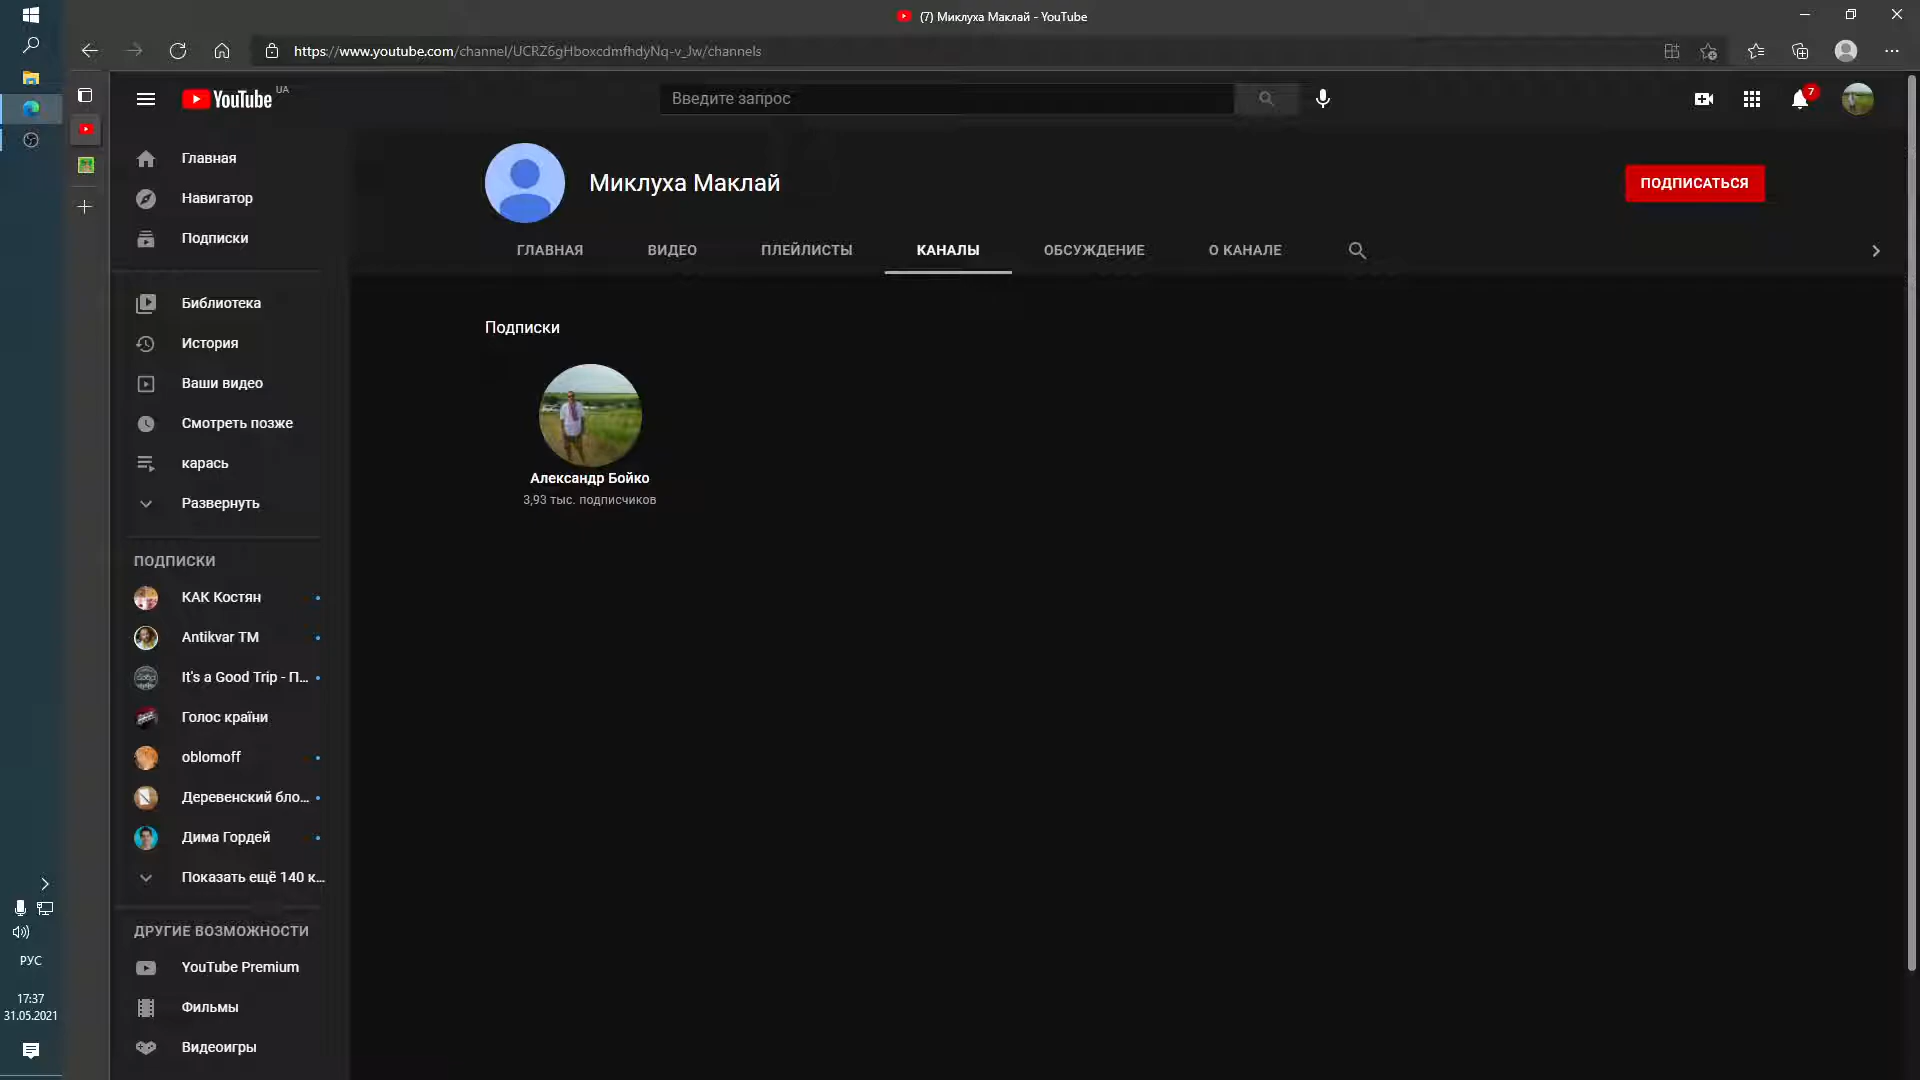 (7) Миклуха Маклай - YouTube
https://www.youtube.com/channel/UCRZ6gHboxcdmfhdyNq-v_Jw/channels
YouTube UA
Введите запрос
7
Главная
Навигатор
Подписки
Библиотека
История
Ваши видео
Смотреть позже
карась
Развернуть
ПОДПИСКИ
КАК Костян
Antikvar TM
It's a Good Trip - П...
Голос країни
oblomoff
Деревенский бло...
Дима Гордей
Показать ещё 140 к...
ДРУГИЕ ВОЗМОЖНОСТИ
YouTube Premium
Фильмы
Видеоигры
Миклуха Маклай
ПОДПИСАТЬСЯ
ГЛАВНАЯ ВИДЕО ПЛЕЙЛИСТЫ КАНАЛЫ ОБСУЖДЕНИЕ О КАНАЛЕ
Подписки
Александр Бойко
3,93 тыс. подписчиков
РУС
17:37
31.05.2021